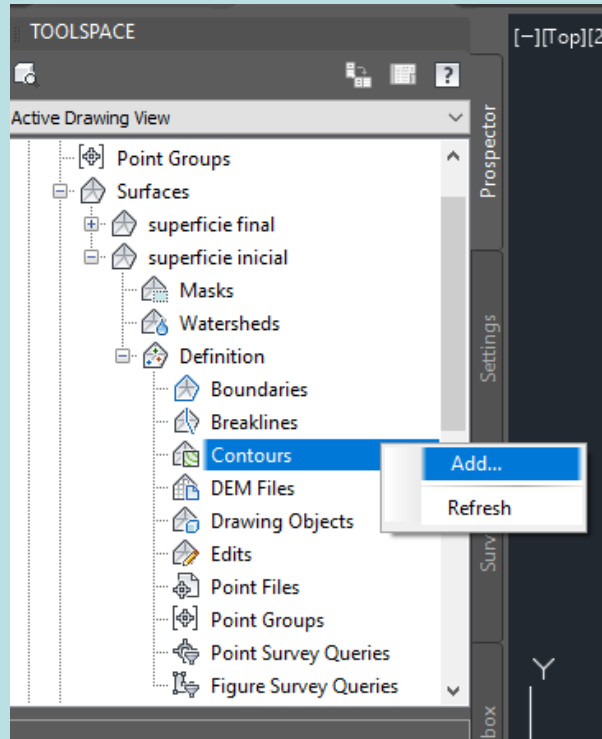 TOOLSPACE
[−][Top][2
?
Active Drawing View
Point Groups
Surfaces
superficie final
superficie inicial
Masks
Watersheds
Definition
Boundaries
Breaklines
Contours
DEM Files
Drawing Objects
Edits
Point Files
Point Groups
Point Survey Queries
Figure Survey Queries
Add...
Refresh
Prospector
Settings
Surv
box
Y